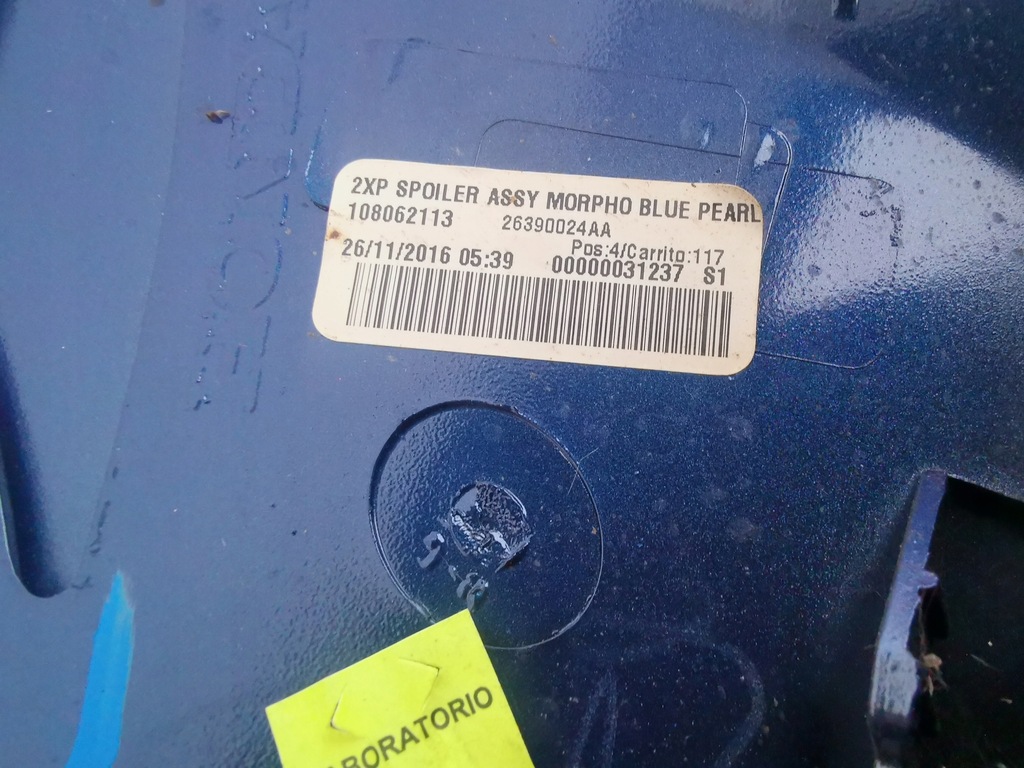 2XP SPOILER ASSY MORPHO BLUE PEARL
108062113 26390024AA
Pos:4/Carrito:117
26/11/2016 05:39 00000031237 S1
ABORATORIO